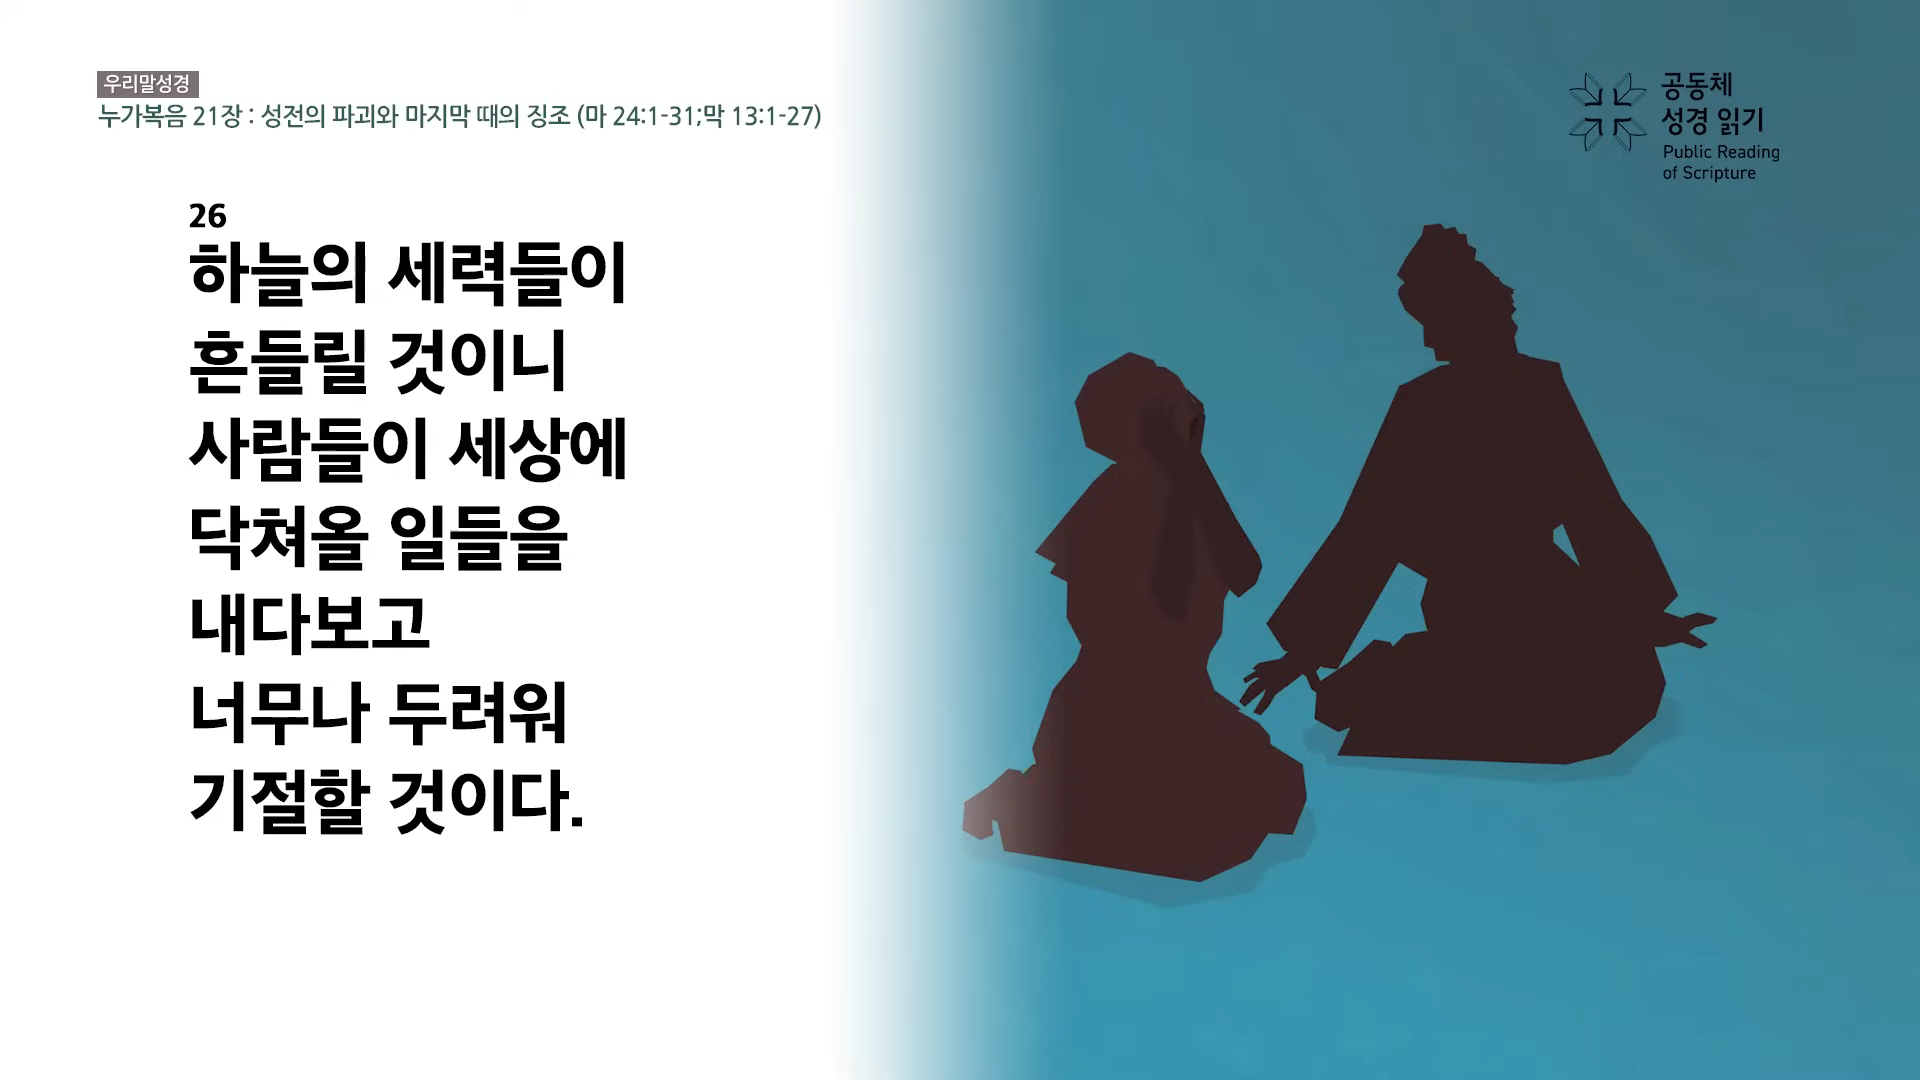 우리말성경
누가복음 21장 : 성전의 파괴와 마지막 때의 징조 (마 24:1-31;막 13:1-27)
공동체
성경 읽기
Public Reading
of Scripture
26
하늘의 세력들이
흔들릴 것이니
사람들이 세상에
닥쳐올 일들을
내다보고
너무나 두려워
기절할 것이다.